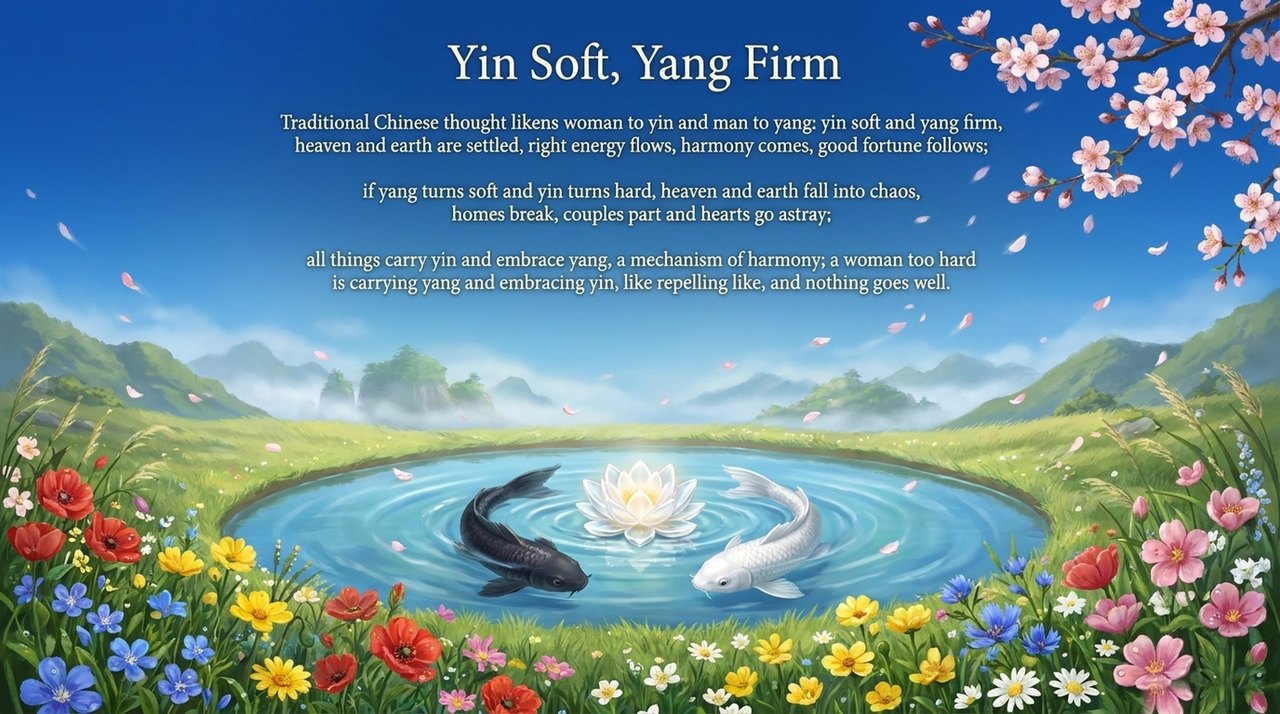 Yin Soft, Yang Firm
Traditional Chinese thought likens woman to yin and man to yang: yin soft and yang firm,
heaven and earth are settled, right energy flows, harmony comes, good fortune follows;
if yang turns soft and yin turns hard, heaven and earth fall into chaos,
homes break, couples part and hearts go astray;
all things carry yin and embrace yang, a mechanism of harmony; a woman too hard
is carrying yang and embracing yin, like repelling like, and nothing goes well.